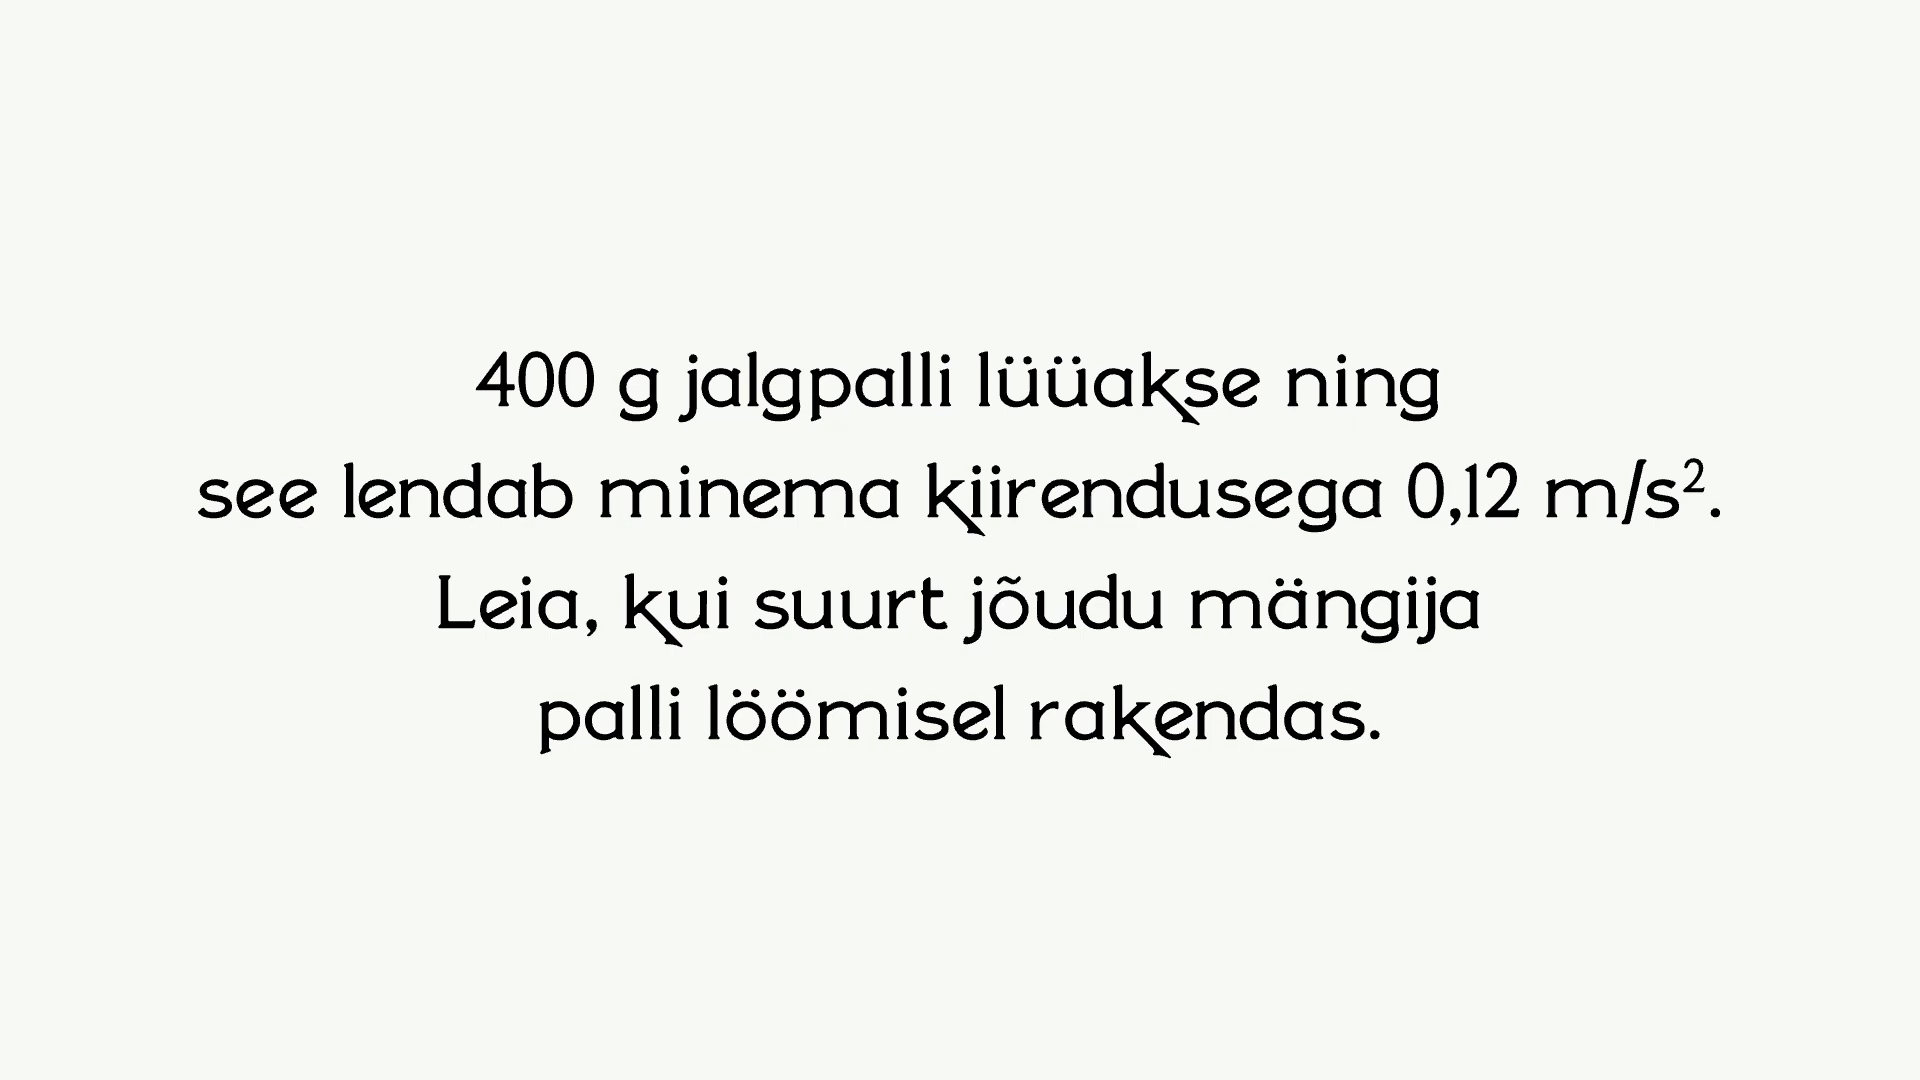 400 g jalgpalli lüüakse ning
see lendab minema kiirendusega 0,12 m/s².
Leia, kui suurt jõudu mängija
palli löömisel rakendas.